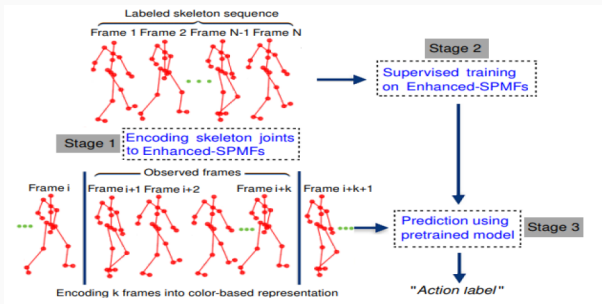 Labeled skeleton sequence
Frame 1 Frame 2 Frame N-1 Frame N
Stage 2
Supervised training
on Enhanced-SPMFs
Stage 1
Encoding skeleton joints
to Enhanced-SPMFs
Observed frames
Frame i Frame i+1 Frame i+2 Frame i+k Frame i+k+1
Prediction using
pretrained model
Stage 3
Encoding k frames into color-based representation
"Action label"